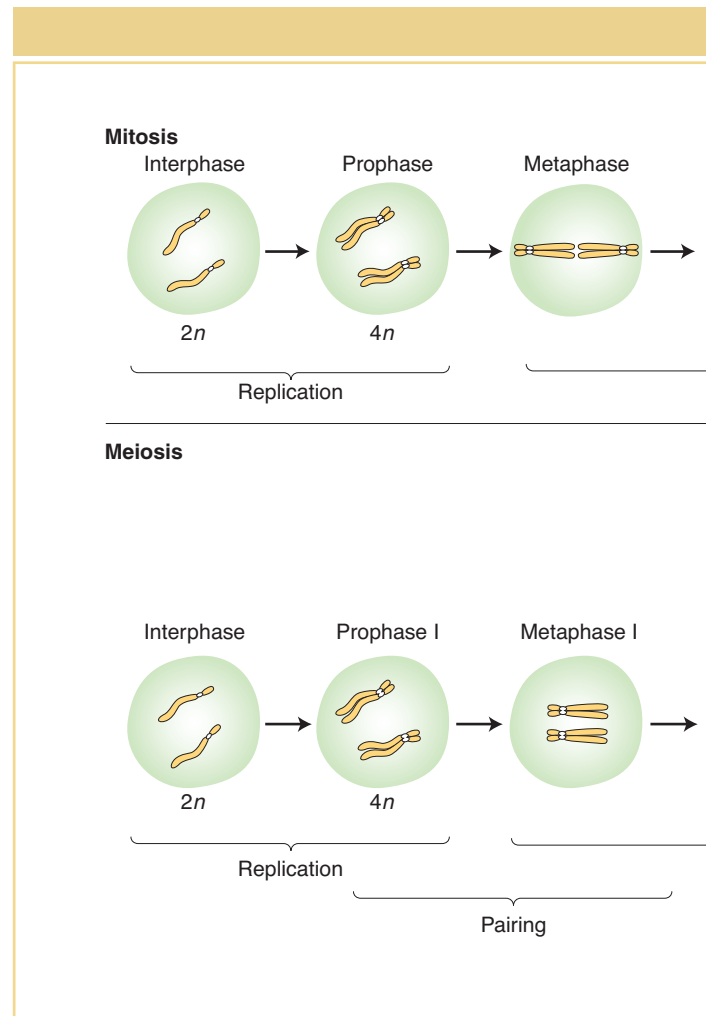 Mitosis
Interphase Prophase Metaphase
2n 4n
Replication
Meiosis
Interphase Prophase I Metaphase I
2n 4n
Replication
Pairing